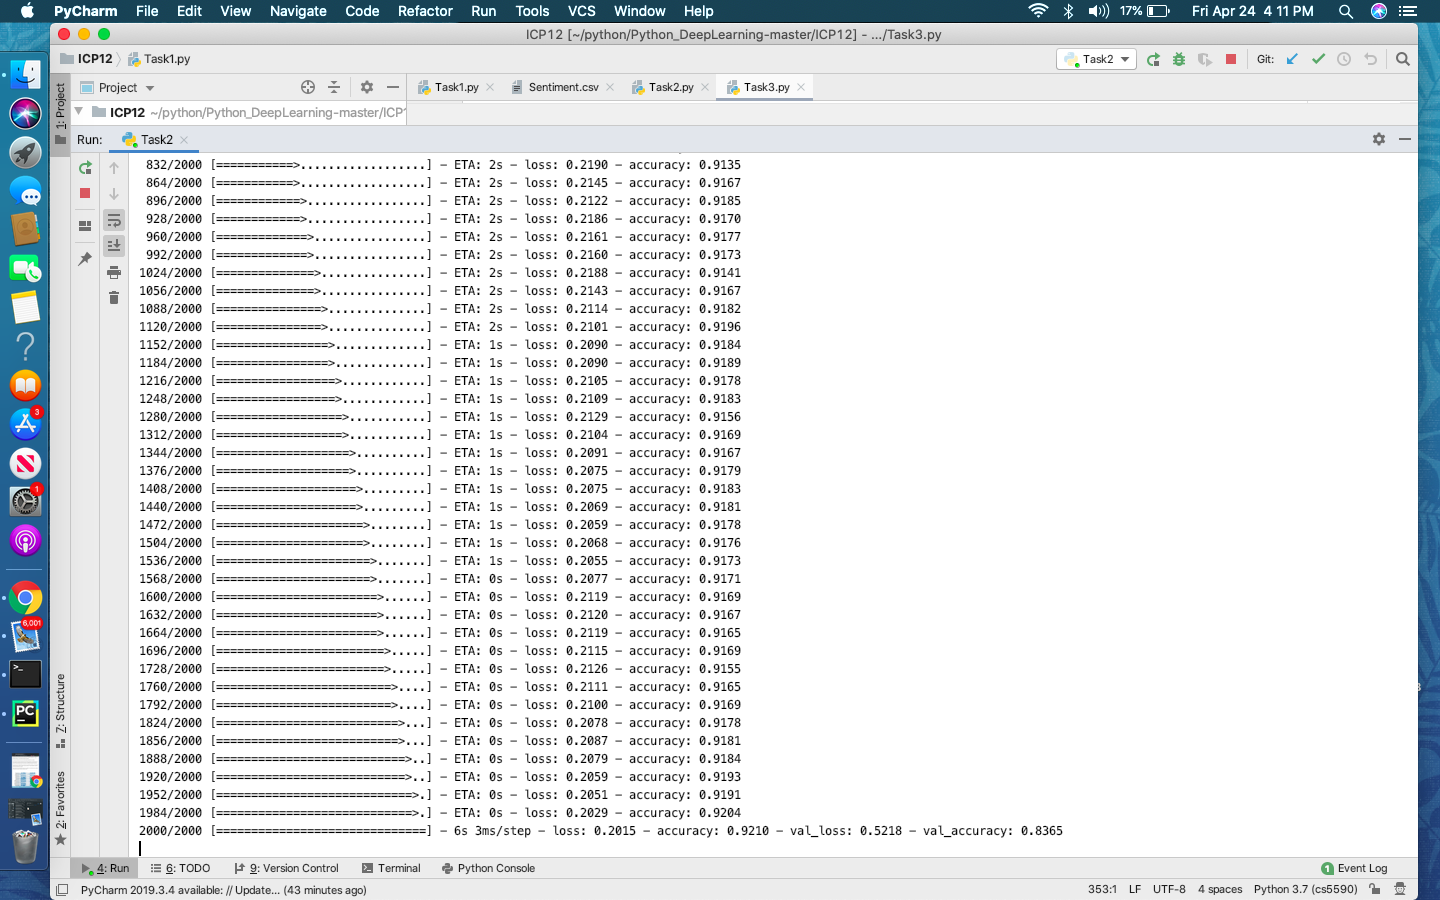 PyCharm File Edit View Navigate Code Refactor Run Tools VCS Window Help 17% Fri Apr 24 4:11 PM
ICP12 [~/python/Python_DeepLearning-master/ICP12] – .../Task3.py
ICP12 Task1.py Task2 Git:
1: Project Project Task1.py Sentiment.csv Task2.py Task3.py
ICP12 ~/python/Python_DeepLearning-master/ICP1
Run: Task2
832/2000 [===========>..................] - ETA: 2s - loss: 0.2190 - accuracy: 0.9135
864/2000 [===========>..................] - ETA: 2s - loss: 0.2145 - accuracy: 0.9167
896/2000 [============>.................] - ETA: 2s - loss: 0.2122 - accuracy: 0.9185
928/2000 [============>.................] - ETA: 2s - loss: 0.2186 - accuracy: 0.9170
960/2000 [=============>................] - ETA: 2s - loss: 0.2161 - accuracy: 0.9177
992/2000 [=============>................] - ETA: 2s - loss: 0.2160 - accuracy: 0.9173
1024/2000 [==============>...............] - ETA: 2s - loss: 0.2188 - accuracy: 0.9141
1056/2000 [==============>...............] - ETA: 2s - loss: 0.2143 - accuracy: 0.9167
1088/2000 [===============>..............] - ETA: 2s - loss: 0.2114 - accuracy: 0.9182
1120/2000 [===============>..............] - ETA: 2s - loss: 0.2101 - accuracy: 0.9196
1152/2000 [================>.............] - ETA: 1s - loss: 0.2090 - accuracy: 0.9184
1184/2000 [================>.............] - ETA: 1s - loss: 0.2090 - accuracy: 0.9189
1216/2000 [=================>............] - ETA: 1s - loss: 0.2105 - accuracy: 0.9178
1248/2000 [=================>............] - ETA: 1s - loss: 0.2109 - accuracy: 0.9183
1280/2000 [==================>...........] - ETA: 1s - loss: 0.2129 - accuracy: 0.9156
1312/2000 [==================>...........] - ETA: 1s - loss: 0.2104 - accuracy: 0.9169
1344/2000 [===================>..........] - ETA: 1s - loss: 0.2091 - accuracy: 0.9167
1376/2000 [===================>..........] - ETA: 1s - loss: 0.2075 - accuracy: 0.9179
1408/2000 [====================>.........] - ETA: 1s - loss: 0.2075 - accuracy: 0.9183
1440/2000 [====================>.........] - ETA: 1s - loss: 0.2069 - accuracy: 0.9181
1472/2000 [=====================>........] - ETA: 1s - loss: 0.2059 - accuracy: 0.9178
1504/2000 [=====================>........] - ETA: 1s - loss: 0.2068 - accuracy: 0.9176
1536/2000 [======================>.......] - ETA: 1s - loss: 0.2055 - accuracy: 0.9173
1568/2000 [======================>.......] - ETA: 0s - loss: 0.2077 - accuracy: 0.9171
1600/2000 [=======================>......] - ETA: 0s - loss: 0.2119 - accuracy: 0.9169
1632/2000 [=======================>......] - ETA: 0s - loss: 0.2120 - accuracy: 0.9167
1664/2000 [=======================>......] - ETA: 0s - loss: 0.2119 - accuracy: 0.9165
1696/2000 [========================>.....] - ETA: 0s - loss: 0.2115 - accuracy: 0.9169
1728/2000 [========================>.....] - ETA: 0s - loss: 0.2126 - accuracy: 0.9155
1760/2000 [=========================>....] - ETA: 0s - loss: 0.2111 - accuracy: 0.9165
1792/2000 [=========================>....] - ETA: 0s - loss: 0.2100 - accuracy: 0.9169
1824/2000 [==========================>...] - ETA: 0s - loss: 0.2078 - accuracy: 0.9178
1856/2000 [==========================>...] - ETA: 0s - loss: 0.2087 - accuracy: 0.9181
1888/2000 [===========================>..] - ETA: 0s - loss: 0.2079 - accuracy: 0.9184
1920/2000 [===========================>..] - ETA: 0s - loss: 0.2059 - accuracy: 0.9193
1952/2000 [============================>.] - ETA: 0s - loss: 0.2051 - accuracy: 0.9191
1984/2000 [============================>.] - ETA: 0s - loss: 0.2029 - accuracy: 0.9204
2000/2000 [==============================] - 6s 3ms/step - loss: 0.2015 - accuracy: 0.9210 - val_loss: 0.5218 - val_accuracy: 0.8365
3
1
6,001
PC
Z: Structure
2: Favorites
4: Run 6: TODO 9: Version Control Terminal Python Console 1 Event Log
PyCharm 2019.3.4 available: // Update... (43 minutes ago) 353:1 LF UTF-8 4 spaces Python 3.7 (cs5590)